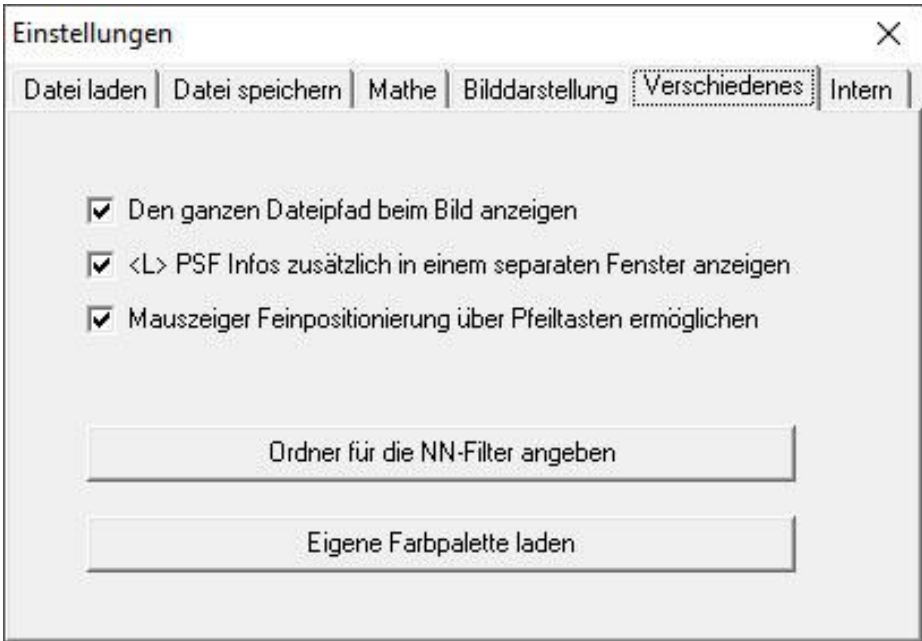 Einstellungen
Datei laden Datei speichern Mathe Bilddarstellung Verschiedenes Intern
Den ganzen Dateipfad beim Bild anzeigen
<L> PSF Infos zusätzlich in einem separaten Fenster anzeigen
Mauszeiger Feinpositionierung über Pfeiltasten ermöglichen
Ordner für die NN-Filter angeben
Eigene Farbpalette laden